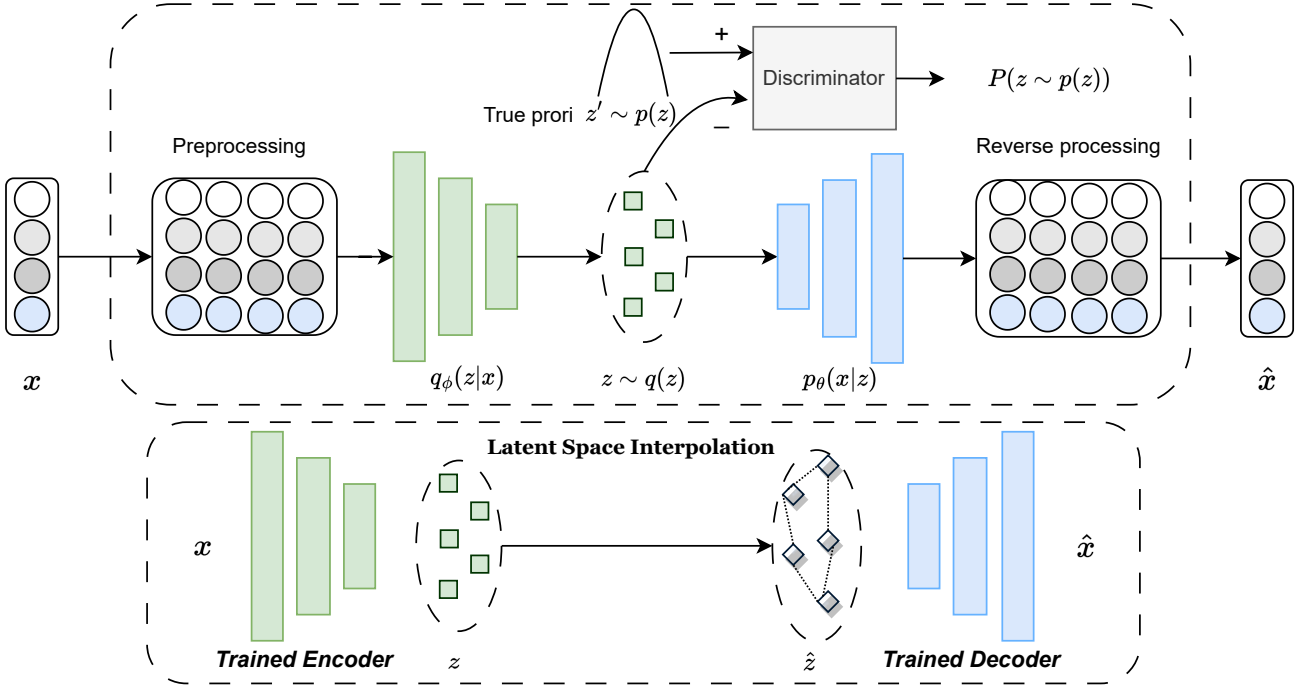 +
Discriminator
P(z ∼ p(z))
True prori z′ ∼ p(z)
−
Preprocessing
Reverse processing
x
q_ϕ(z|x)
z ∼ q(z)
p_θ(x|z)
x̂
Latent Space Interpolation
x
x̂
Trained Encoder
z
ẑ
Trained Decoder